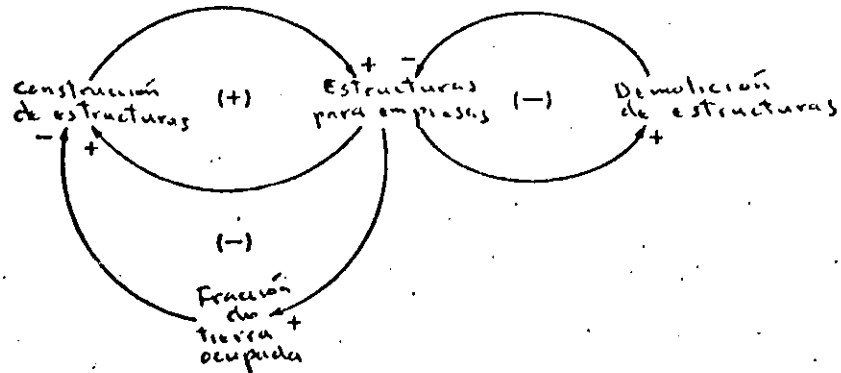 + -
Construcción
de estructuras
(+)
Estructuras
para empresas
(-)
Demolición
de estructuras
- +
+
(-)
Fracción
de
tierra
ocupada
+